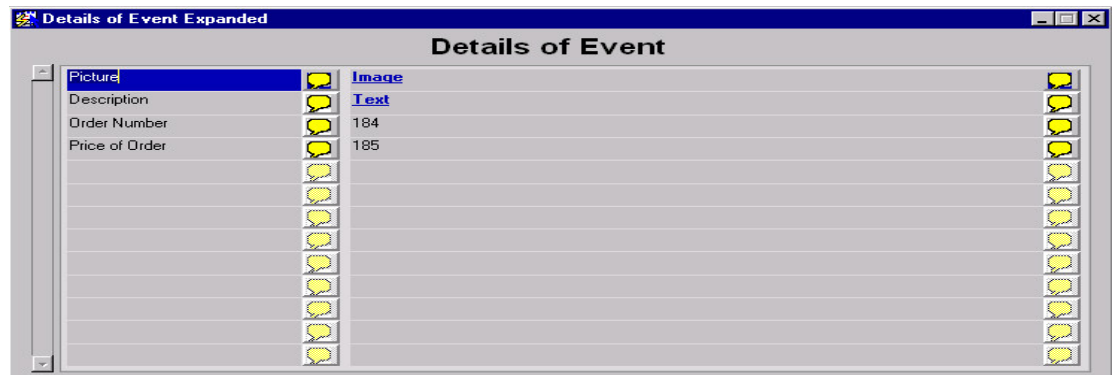 Details of Event Expanded
Details of Event
Picture Image
Description Text
Order Number 184
Price of Order 185